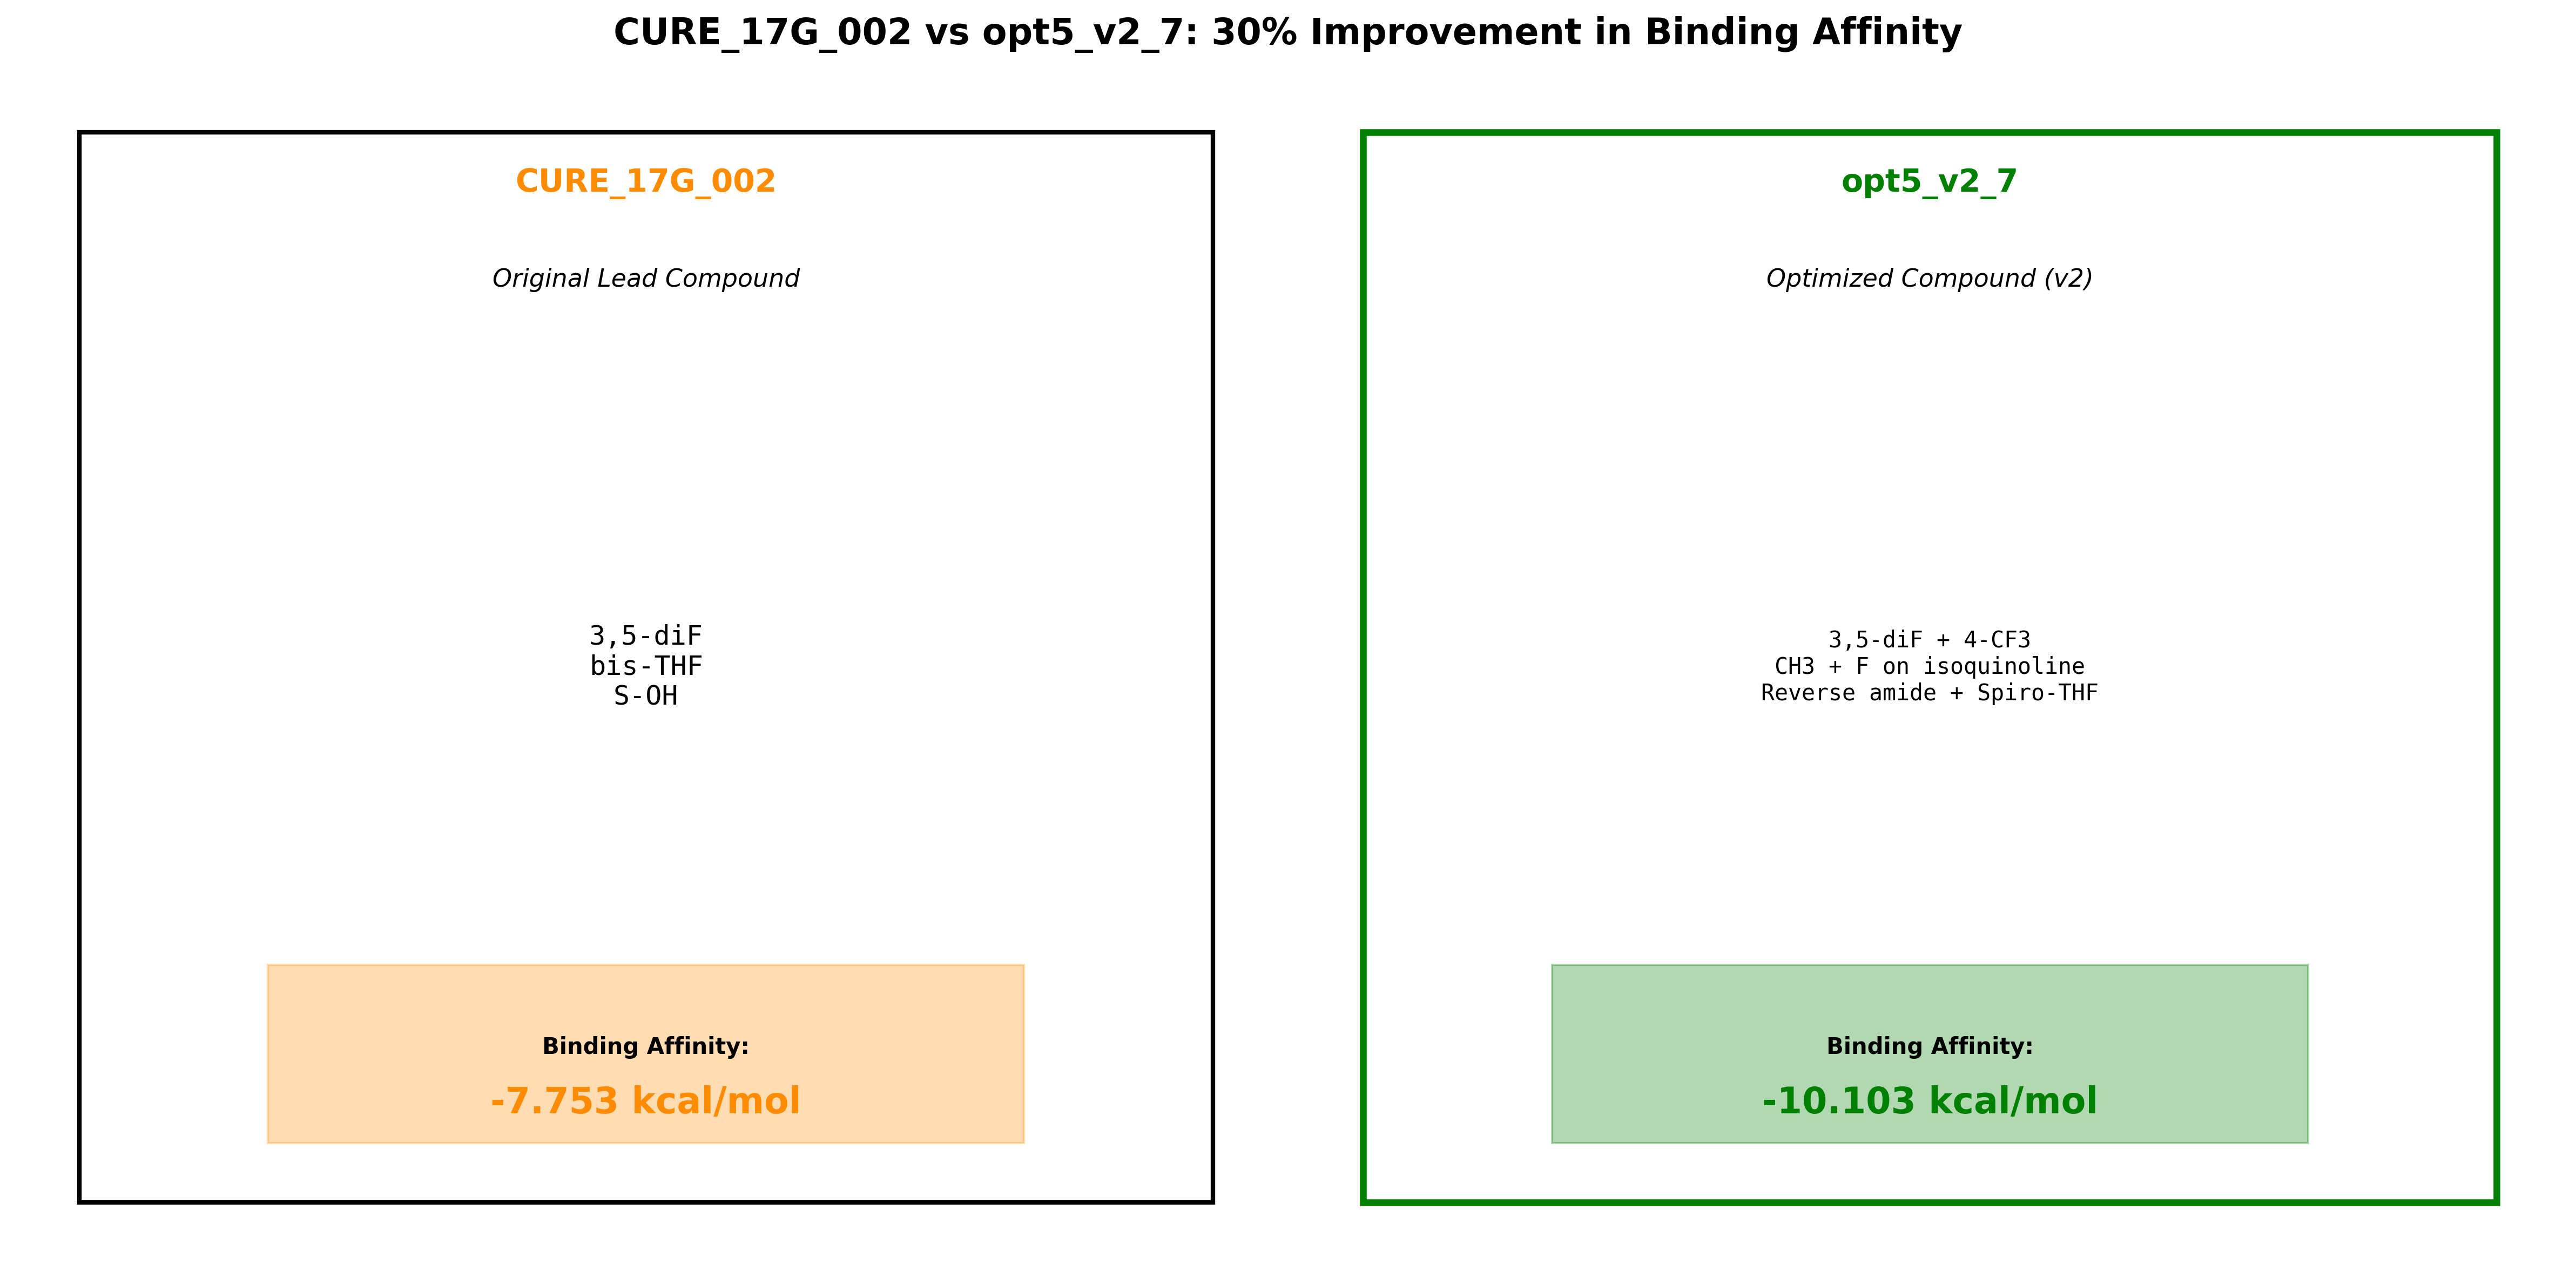 CURE_17G_002 vs opt5_v2_7: 30% Improvement in Binding Affinity
CURE_17G_002
Original Lead Compound
3,5-diF
bis-THF
S-OH
Binding Affinity:
-7.753 kcal/mol
opt5_v2_7
Optimized Compound (v2)
3,5-diF + 4-CF3
CH3 + F on isoquinoline
Reverse amide + Spiro-THF
Binding Affinity:
-10.103 kcal/mol